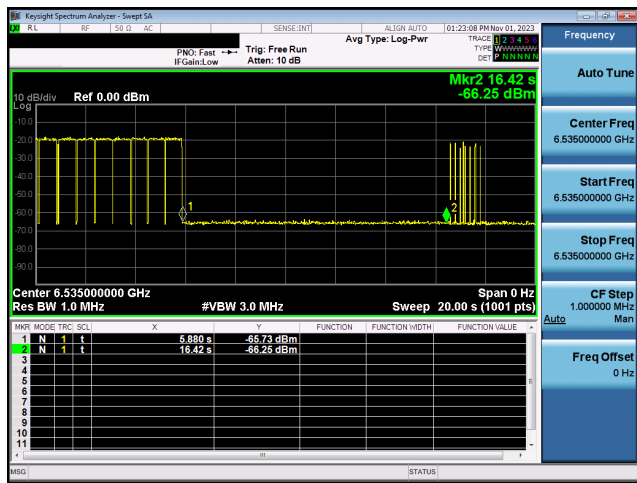 Keysight Spectrum Analyzer - Swept SA
RL RF 50 Ω AC SENSE:INT ALIGN AUTO 01:23:08 PM Nov 01, 2023
Avg Type: Log-Pwr
TRACE 1 2 3 4 5 6
PNO: Fast Trig: Free Run TYPE WWWWWW
IFGain:Low Atten: 10 dB DET P N N N N N
Frequency
Mkr2 16.42 s
-66.25 dBm
10 dB/div Ref 0.00 dBm
Log
-10.0
-20.0
-30.0
-40.0
-50.0
-60.0
-70.0
-80.0
-90.0
1
2
Center 6.535000000 GHz Span 0 Hz
Res BW 1.0 MHz #VBW 3.0 MHz Sweep 20.00 s (1001 pts)
MKR MODE TRC SCL X Y FUNCTION FUNCTION WIDTH FUNCTION VALUE
1 N 1 t 5.880 s -65.73 dBm
2 N 1 t 16.42 s -66.25 dBm
3
4
5
6
7
8
9
10
11
MSG STATUS
Auto Tune
Center Freq
6.535000000 GHz
Start Freq
6.535000000 GHz
Stop Freq
6.535000000 GHz
CF Step
1.000000 MHz
Auto Man
Freq Offset
0 Hz